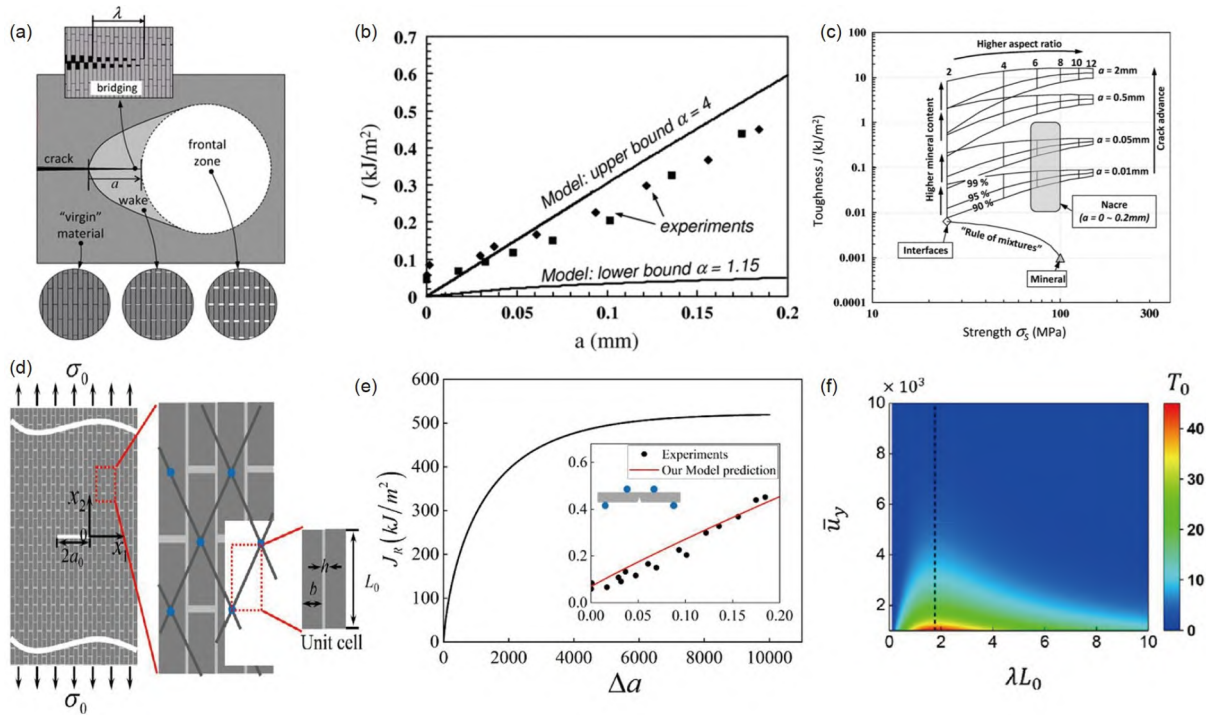 (a)
λ
bridging
crack
a
wake
frontal
zone
"virgin"
material
(b)
J (kJ/m²)
0.7
0.6
0.5
0.4
0.3
0.2
0.1
0
0
0.05
0.1
0.15
0.2
a (mm)
Model: upper bound α = 4
experiments
Model: lower bound α = 1.15
(c)
Toughness J (kJ/m²)
100
10
1
0.1
0.01
0.001
0.0001
10
100
Strength σS (MPa)
Higher aspect ratio
2
4
6
8
10
12
a = 2mm
a = 0.5mm
a = 0.05mm
a = 0.01mm
Crack advance
Higher mineral content
99 %
95 %
90 %
Nacre
(a = 0 ~ 0.2mm)
Interfaces
"Rule of mixtures"
Mineral
(d)
σ0
x2
0
x1
2a0
σ0
h
b
L0
Unit cell
(e)
JR (kJ/m²)
600
500
400
300
200
100
0
0
2000
4000
6000
8000
10000
Δa
Experiments
Our Model prediction
0.6
0.4
0.2
0.0
0.00
0.05
0.10
0.15
0.20
(f)
× 10³
T0
ūy
10
8
6
4
2
0
2
4
6
8
10
λL0
40
30
20
10
0